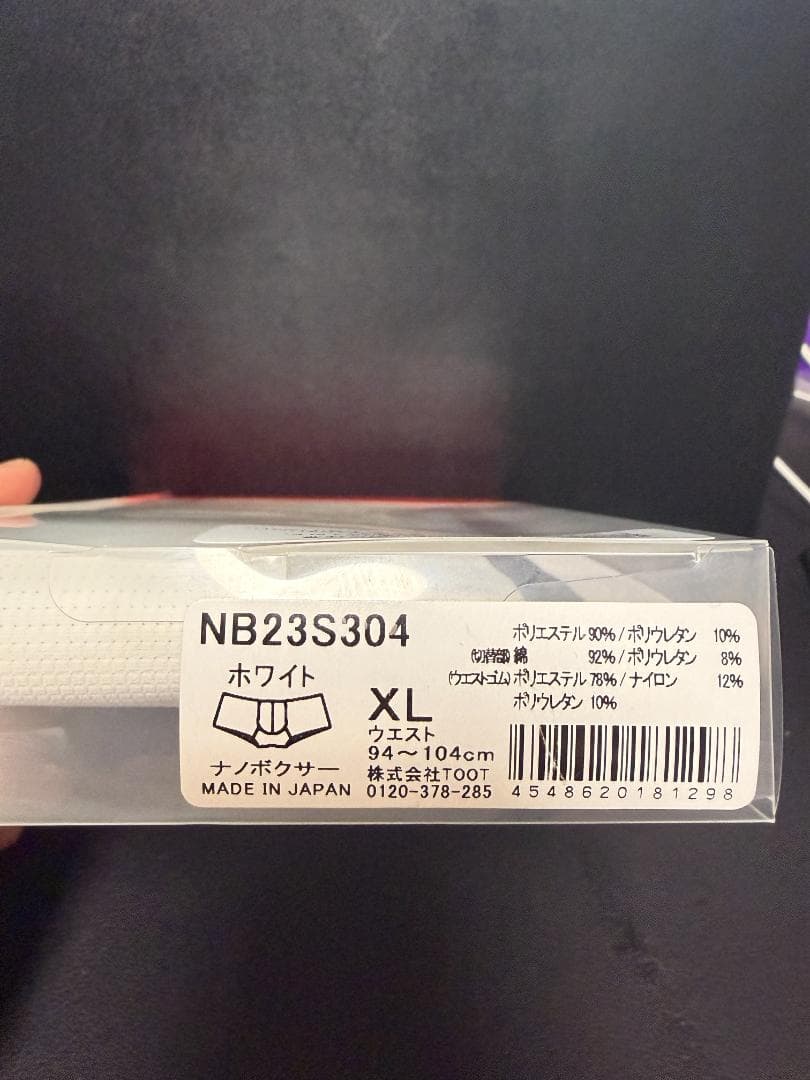 NB23S304
ホワイト
ナノボクサー
MADE IN JAPAN
XL
ウエスト
94～104cm
株式会社TOOT
0120-378-285
ポリエステル 90% / ポリウレタン 10%
(切替部) 綿 92% / ポリウレタン 8%
(ウエストゴム) ポリエステル 78% / ナイロン 12%
ポリウレタン 10%
4548620181298